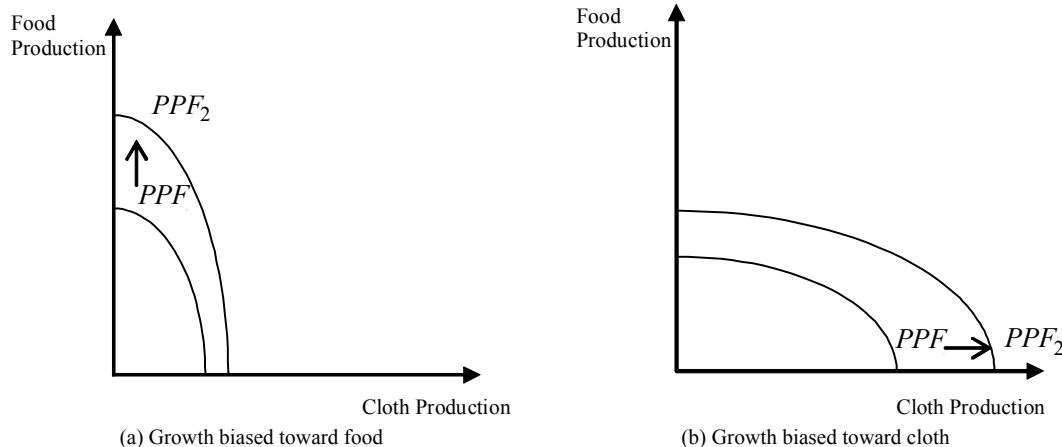 Food
Production
PPF2
PPF
Cloth Production
(a) Growth biased toward food
Food
Production
PPF
PPF2
Cloth Production
(b) Growth biased toward cloth